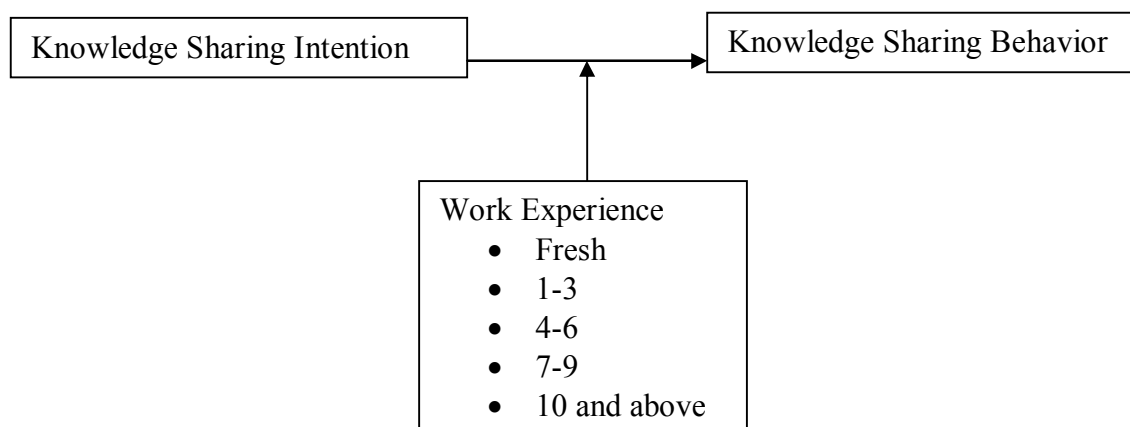 Knowledge Sharing Intention
Knowledge Sharing Behavior
Work Experience
• Fresh
• 1-3
• 4-6
• 7-9
• 10 and above